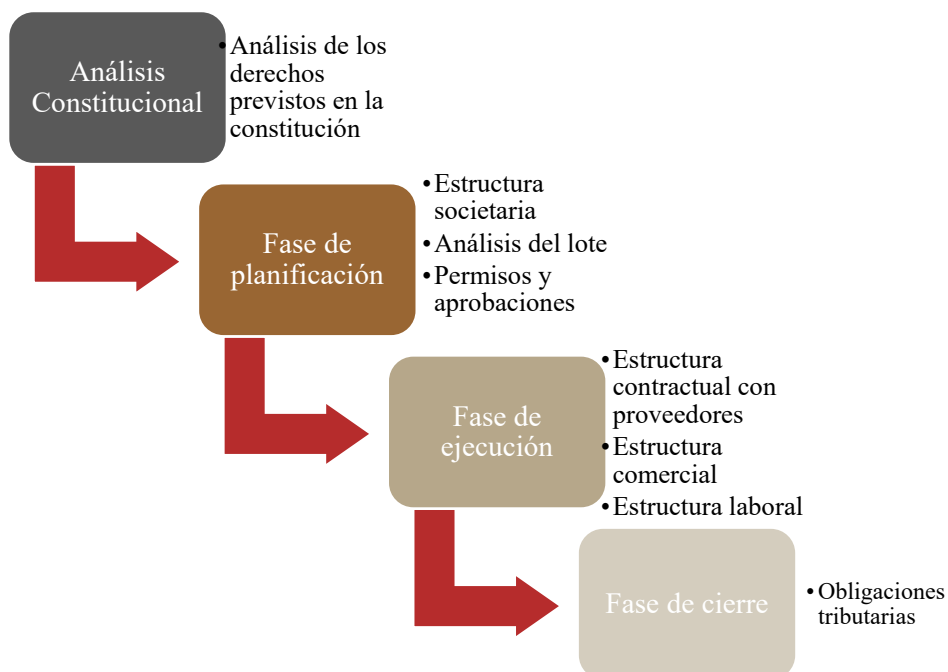 Análisis
Constitucional
• Análisis de los
derechos
previstos en la
constitución
Fase de
planificación
• Estructura
societaria
• Análisis del lote
• Permisos y
aprobaciones
Fase de
ejecución
• Estructura
contractual con
proveedores
• Estructura
comercial
• Estructura laboral
Fase de cierre
• Obligaciones
tributarias